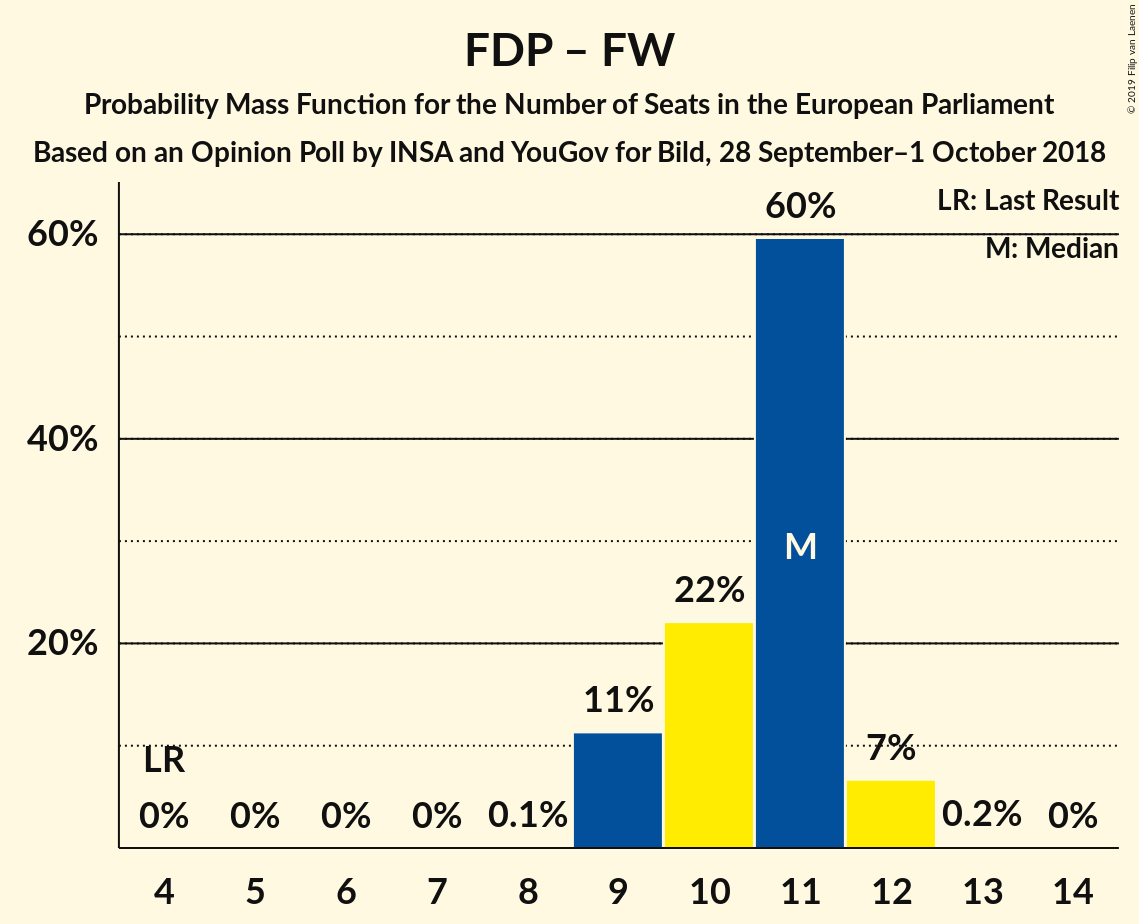 FDP – FW
Probability Mass Function for the Number of Seats in the European Parliament
Based on an Opinion Poll by INSA and YouGov for Bild, 28 September–1 October 2018
© 2019 Filip van Laenen
LR: Last Result
M: Median
60%
40%
20%
60%
M
22%
11%
7%
LR
0% 0% 0% 0% 0.1% 0.2% 0%
4 5 6 7 8 9 10 11 12 13 14